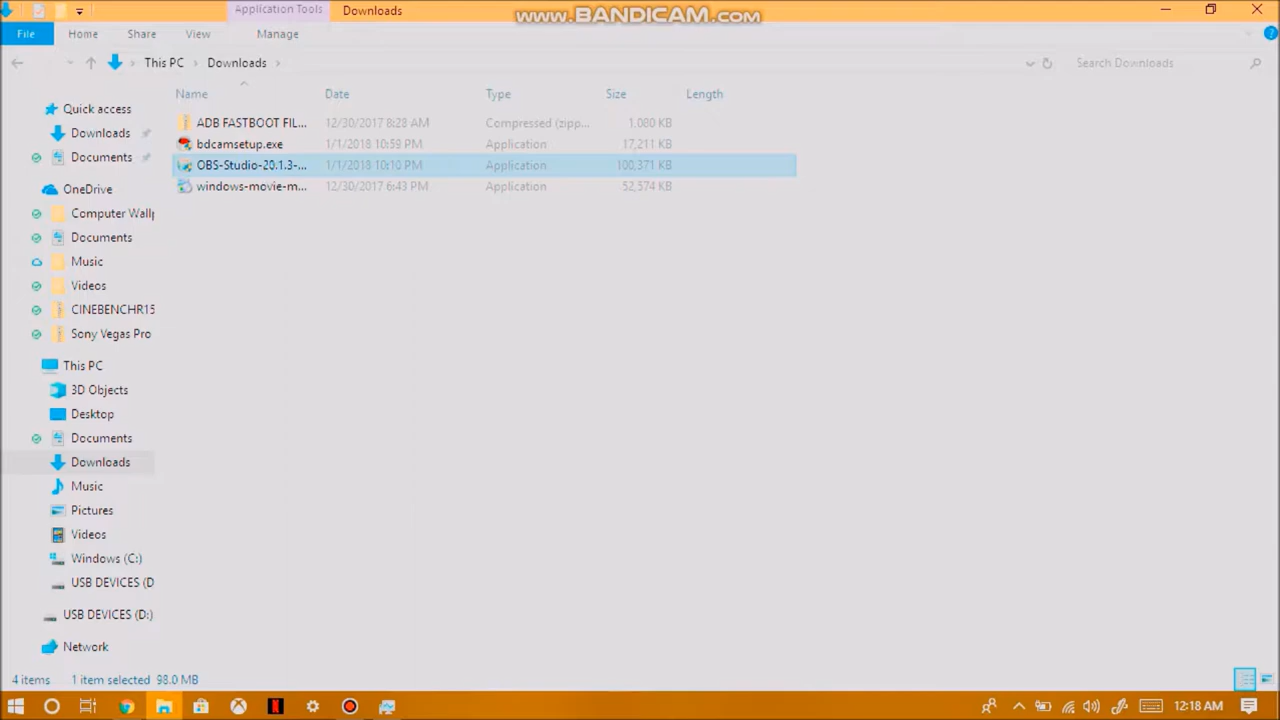 Application Tools
Downloads
www.BANDICAM.com
File
Home
Share
View
Manage
This PC
Downloads
Search Downloads
Name
Date
Type
Size
Length
ADB FASTBOOT FIL... 12/30/2017 8:28 AM Compressed (zipp... 1,080 KB
bdcamsetup.exe 1/1/2018 10:59 PM Application 17,211 KB
OBS-Studio-20.1.3-... 1/1/2018 10:10 PM Application 100,371 KB
windows-movie-m... 12/30/2017 6:43 PM Application 52,574 KB
Quick access
Downloads
Documents
OneDrive
Computer Wallp
Documents
Music
Videos
CINEBENCHR15
Sony Vegas Pro
This PC
3D Objects
Desktop
Documents
Downloads
Music
Pictures
Videos
Windows (C:)
USB DEVICES (D
USB DEVICES (D:)
Network
4 items 1 item selected 98.0 MB
12:18 AM